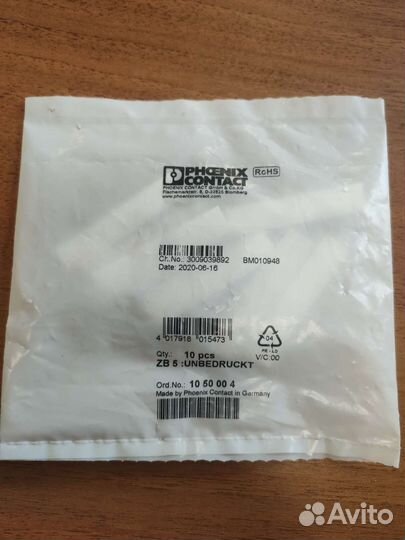 PHŒNIX
CONTACT
RoHS
PHOENIX CONTACT GmbH & Co.KG
Flachsmarktstr. 8, D-32825 Blomberg
www.phoenixcontact.com
Ch.No.: 3009039892 BM010948
Date: 2020-06-16
4 017918 015473
04
PE-LD
Qty.: 10 pcs V/C:00
ZB 5 :UNBEDRUCKT
Ord.No.: 10 50 00 4
Made by Phoenix Contact in Germany
Avito